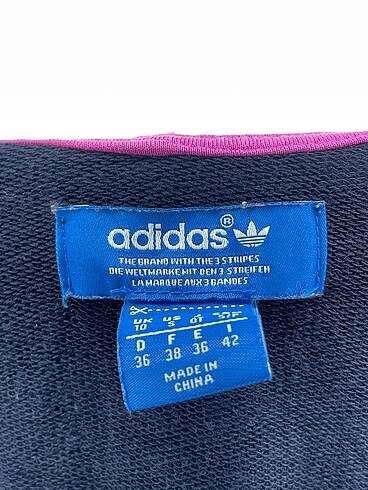 adidas®
THE BRAND WITH THE 3 STRIPES
DIE WELTMARKE MIT DEN 3 STREIFEN
LA MARQUE AUX 3 BANDES
UK US J
10 S OT
D F E I
36 38 36 42
MADE IN
CHINA